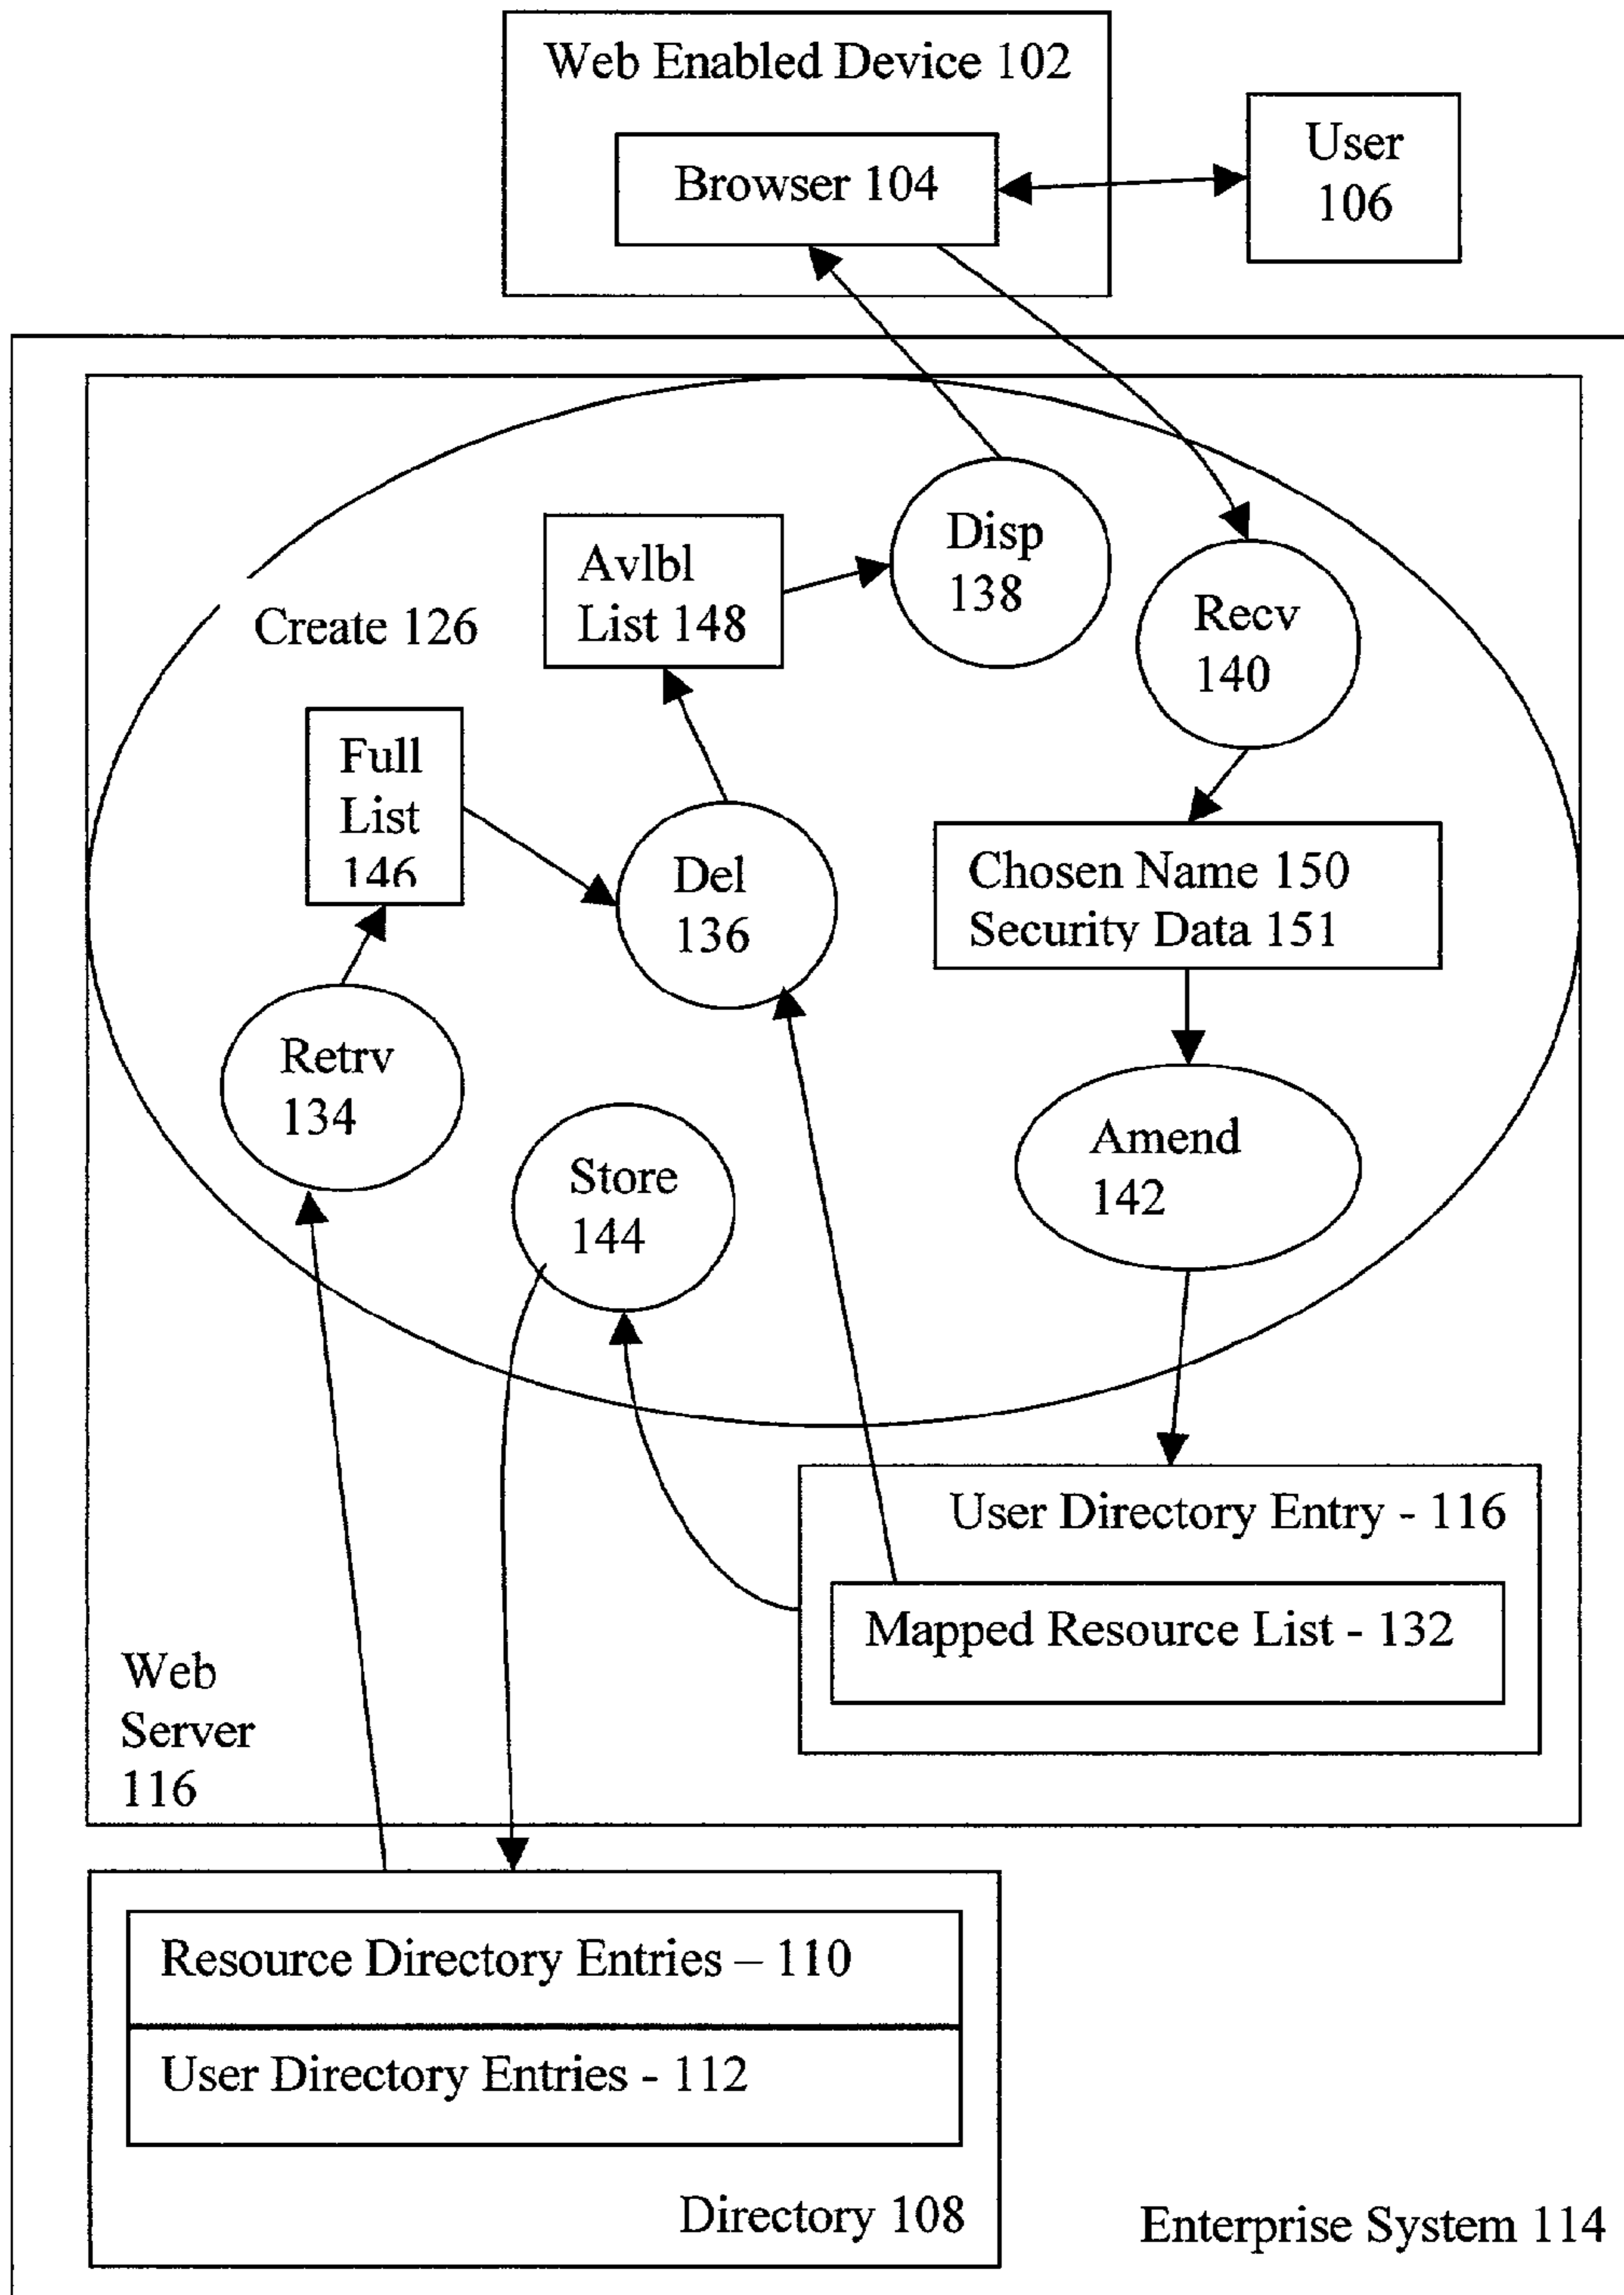 Web Enabled Device 102
Browser 104
User
106
Disp
138
Avlbl
List 148
Recv
140
Create 126
Full
List
146
Del
136
Chosen Name 150
Security Data 151
Retrv
134
Store
144
Amend
142
User Directory Entry - 116
Mapped Resource List - 132
Web
Server
116
Resource Directory Entries – 110
User Directory Entries - 112
Directory 108
Enterprise System 114